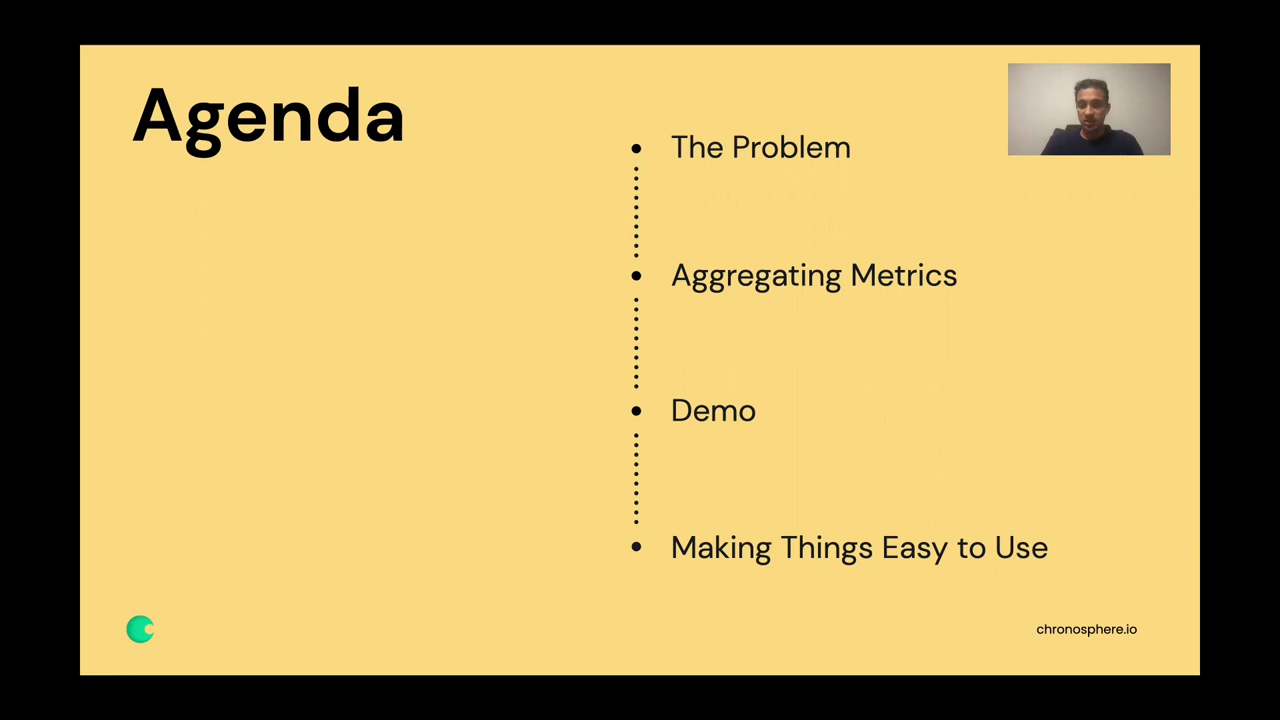 Agenda
The Problem
Aggregating Metrics
Demo
Making Things Easy to Use
chronosphere.io